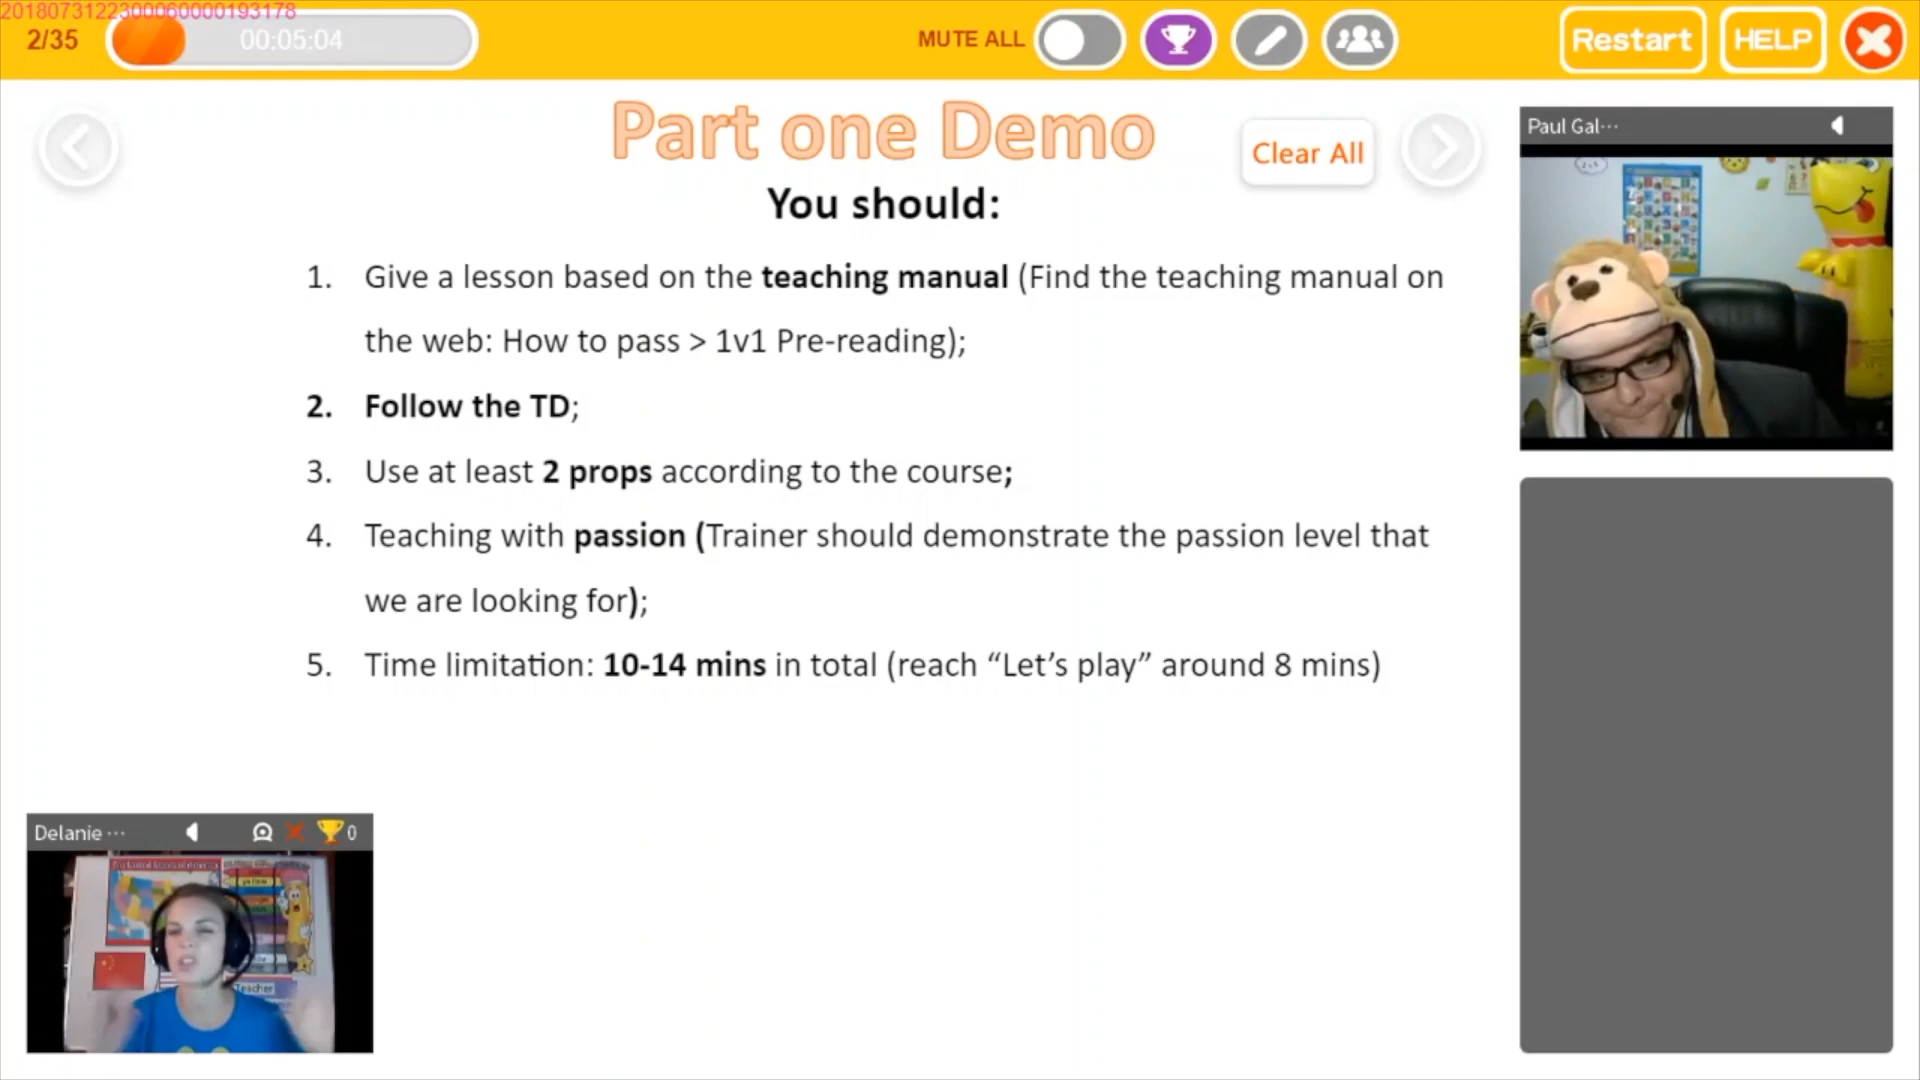 20180731223000060000193178
2/35
00:05:04
MUTE ALL
Restart
HELP
Part one Demo
Clear All
You should:
1. Give a lesson based on the teaching manual (Find the teaching manual on
the web: How to pass > 1v1 Pre-reading);
2. Follow the TD;
3. Use at least 2 props according to the course;
4. Teaching with passion (Trainer should demonstrate the passion level that
we are looking for);
5. Time limitation: 10-14 mins in total (reach “Let’s play” around 8 mins)
Paul Gal···
Delanie ···
0
Teacher